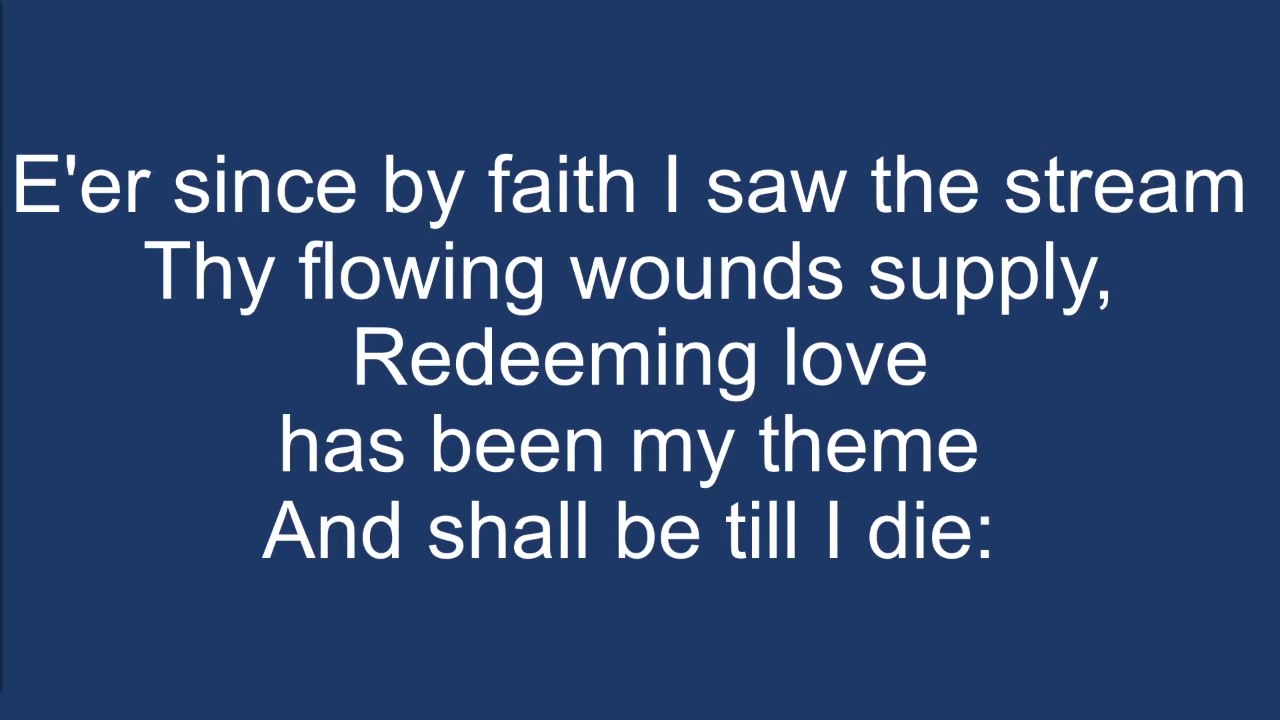 E'er since by faith I saw the stream
Thy flowing wounds supply,
Redeeming love
has been my theme
And shall be till I die: